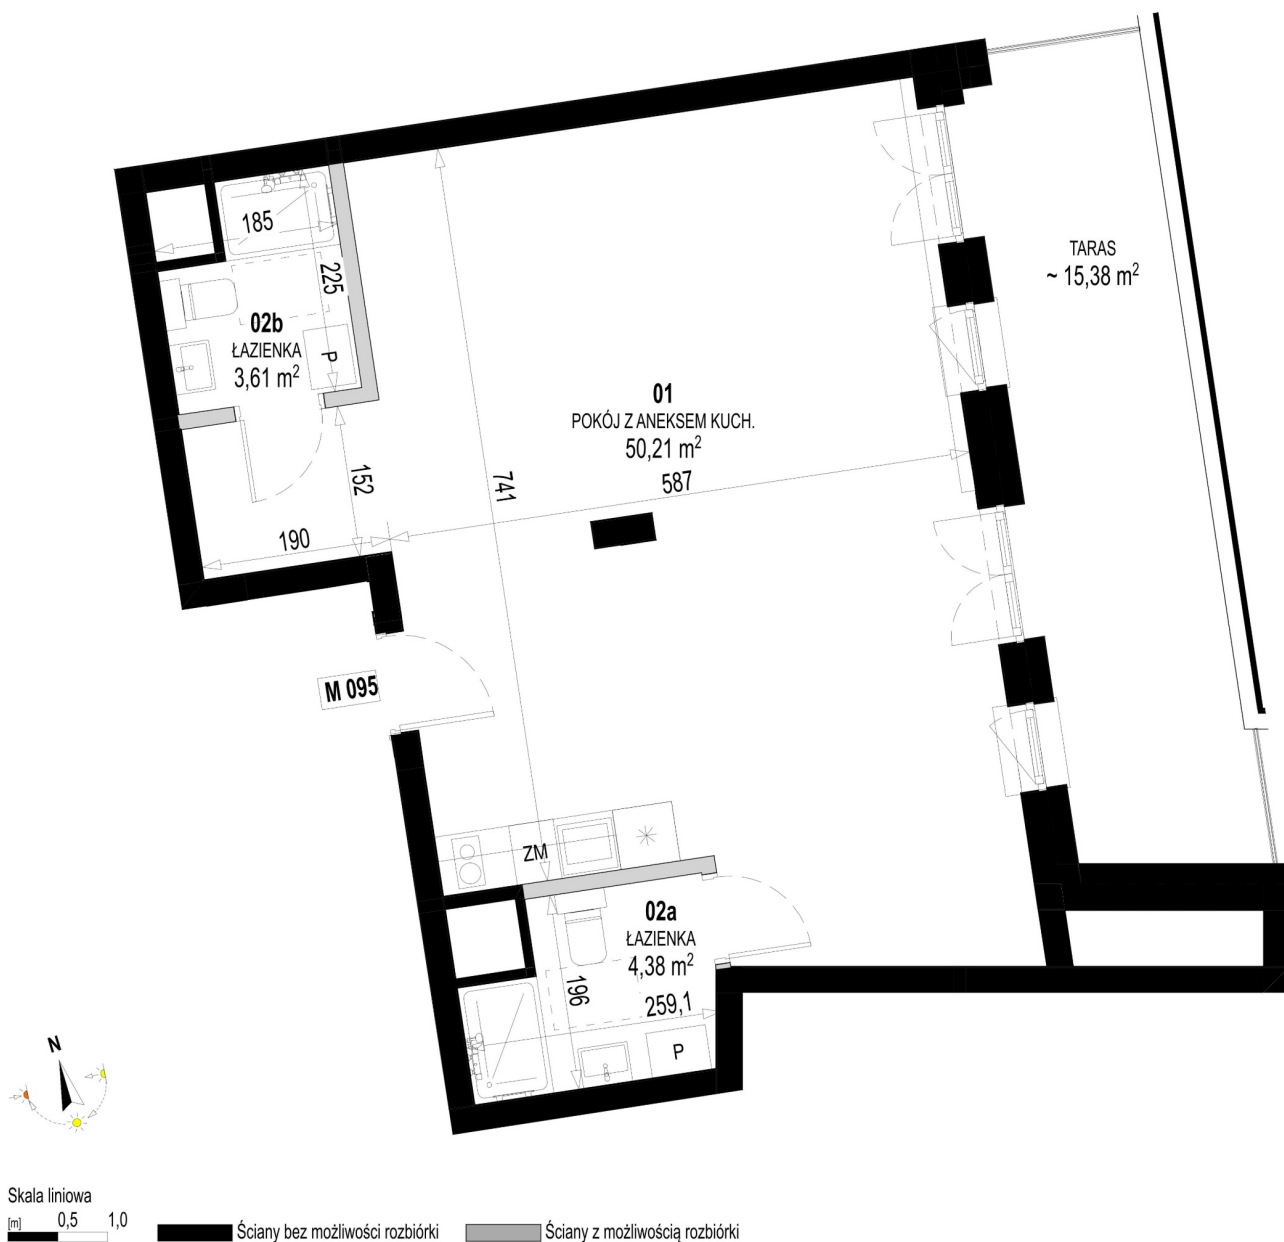 TARAS
~ 15,38 m²
185
225
02b
ŁAZIENKA
3,61 m²
P
01
POKÓJ Z ANEKSEM KUCH.
50,21 m²
587
741
152
190
M 095
ZM
02a
ŁAZIENKA
4,38 m²
196
259,1
P
N
Skala liniowa
[m] 0,5 1,0
Ściany bez możliwości rozbiórki
Ściany z możliwością rozbiórki